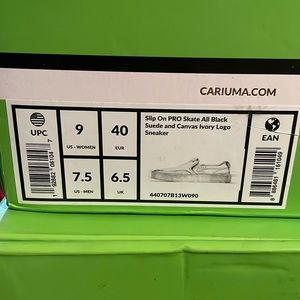 CARIUMA.COM
UPC
9
US - WOMEN
40
EUR
Slip On PRO Skate All Black
Suede and Canvas Ivory Logo
Sneaker
EAN
7.5
US - MEN
6.5
UK
440707B13W090